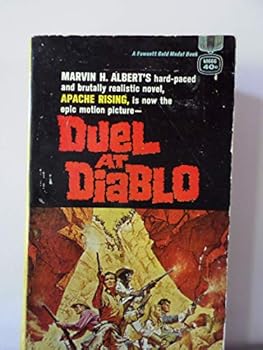 A Fawcett Gold Medal Book
40¢
MARVIN H. ALBERT'S hard-paced
and brutally realistic novel,
APACHE RISING, is now the
epic motion picture—
DUEL
AT
DiABLO